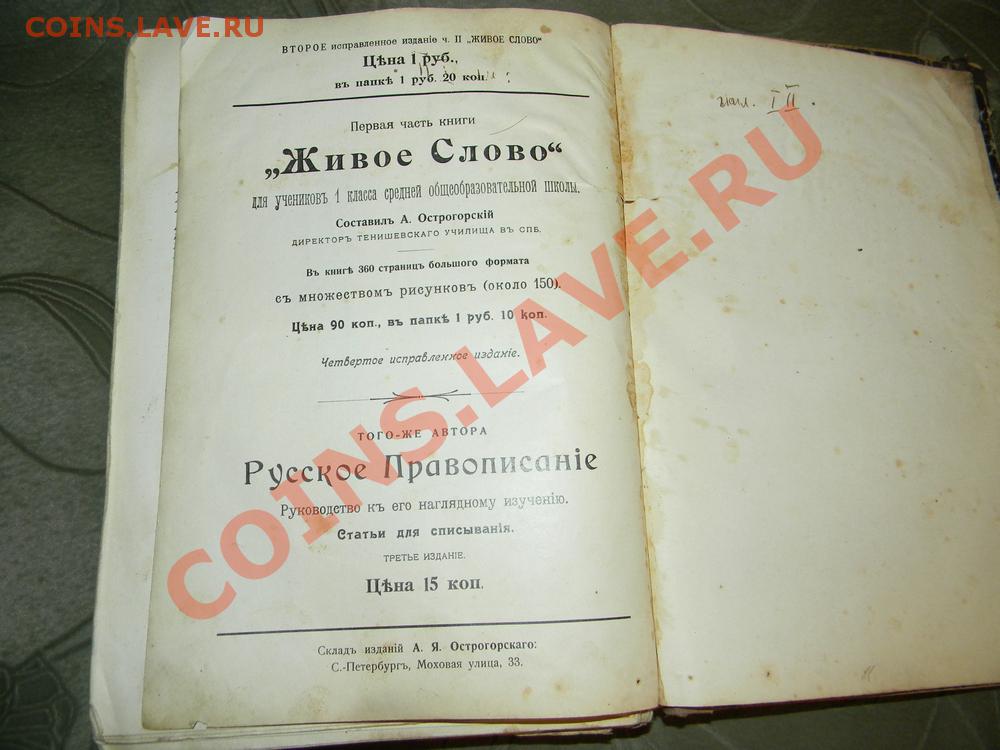 COINS.LAVE.RU
ВТОРОЕ исправленное изданіе ч. II „ЖИВОЕ СЛОВО“
Цѣна 1 руб.,
въ папкѣ 1 руб. 20 коп.
Первая часть книги
„Живое Слово“
для учениковъ 1 класса средней общеобразовательной школы.
Составилъ А. Острогорскій
ДИРЕКТОРЪ ТЕНИШЕВСКАГО УЧИЛИЩА ВЪ СПБ.
Въ книгѣ 360 страницъ большого формата
съ множествомъ рисунковъ (около 150).
Цѣна 90 коп., въ папкѣ 1 руб. 10 коп.
Четвертое исправленное изданіе.
ТОГО-ЖЕ АВТОРА
Русское Правописаніе
Руководство къ его наглядному изученію.
Статьи для списыванія.
ТРЕТЬЕ ИЗДАНІЕ.
Цѣна 15 коп.
Складъ изданій А. Я. Острогорскаго:
С.-Петербургъ, Моховая улица, 33.
I II.
COINS.LAVE.RU